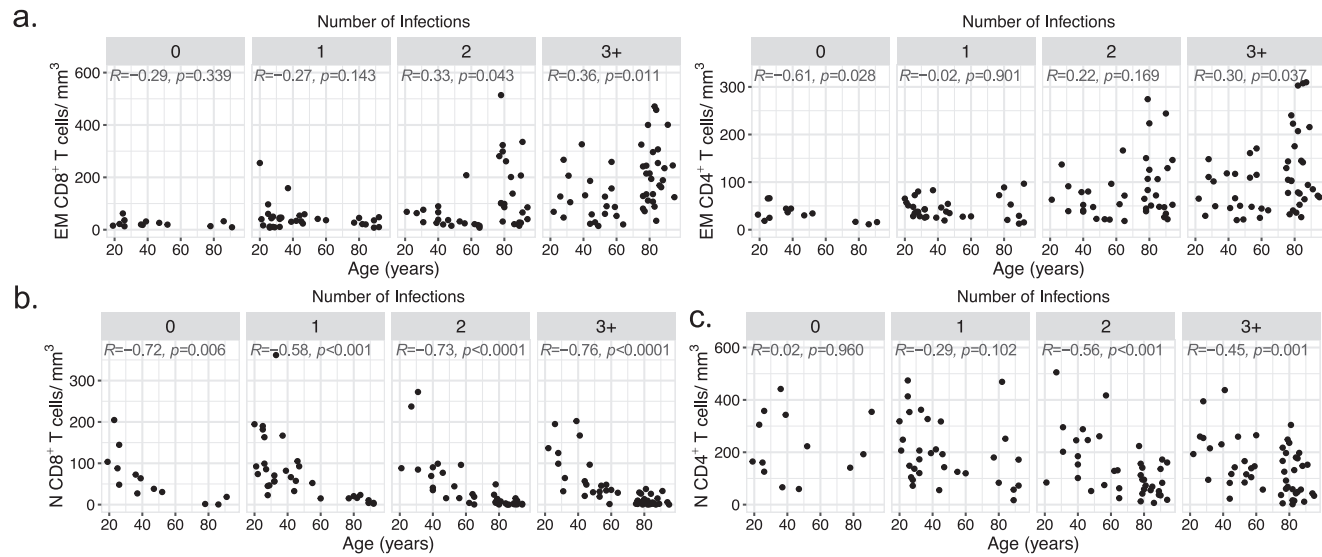 a.
Number of Infections
0 1 2 3+
R=−0.29, p=0.339 R=−0.27, p=0.143 R=0.33, p=0.043 R=0.36, p=0.011
EM CD8+ T cells/ mm3
600
400
200
0
20 40 60 80 20 40 60 80 20 40 60 80 20 40 60 80
Age (years)
Number of Infections
0 1 2 3+
R=−0.61, p=0.028 R=−0.02, p=0.901 R=0.22, p=0.169 R=0.30, p=0.037
EM CD4+ T cells/ mm3
300
200
100
0
20 40 60 80 20 40 60 80 20 40 60 80 20 40 60 80
Age (years)
b.
Number of Infections
0 1 2 3+
R=−0.72, p=0.006 R=−0.58, p<0.001 R=−0.73, p<0.0001 R=−0.76, p<0.0001
N CD8+ T cells/ mm3
300
200
100
0
20 40 60 80 20 40 60 80 20 40 60 80 20 40 60 80
Age (years)
c.
Number of Infections
0 1 2 3+
R=0.02, p=0.960 R=−0.29, p=0.102 R=−0.56, p<0.001 R=−0.45, p=0.001
N CD4+ T cells/ mm3
600
400
200
0
20 40 60 80 20 40 60 80 20 40 60 80 20 40 60 80
Age (years)